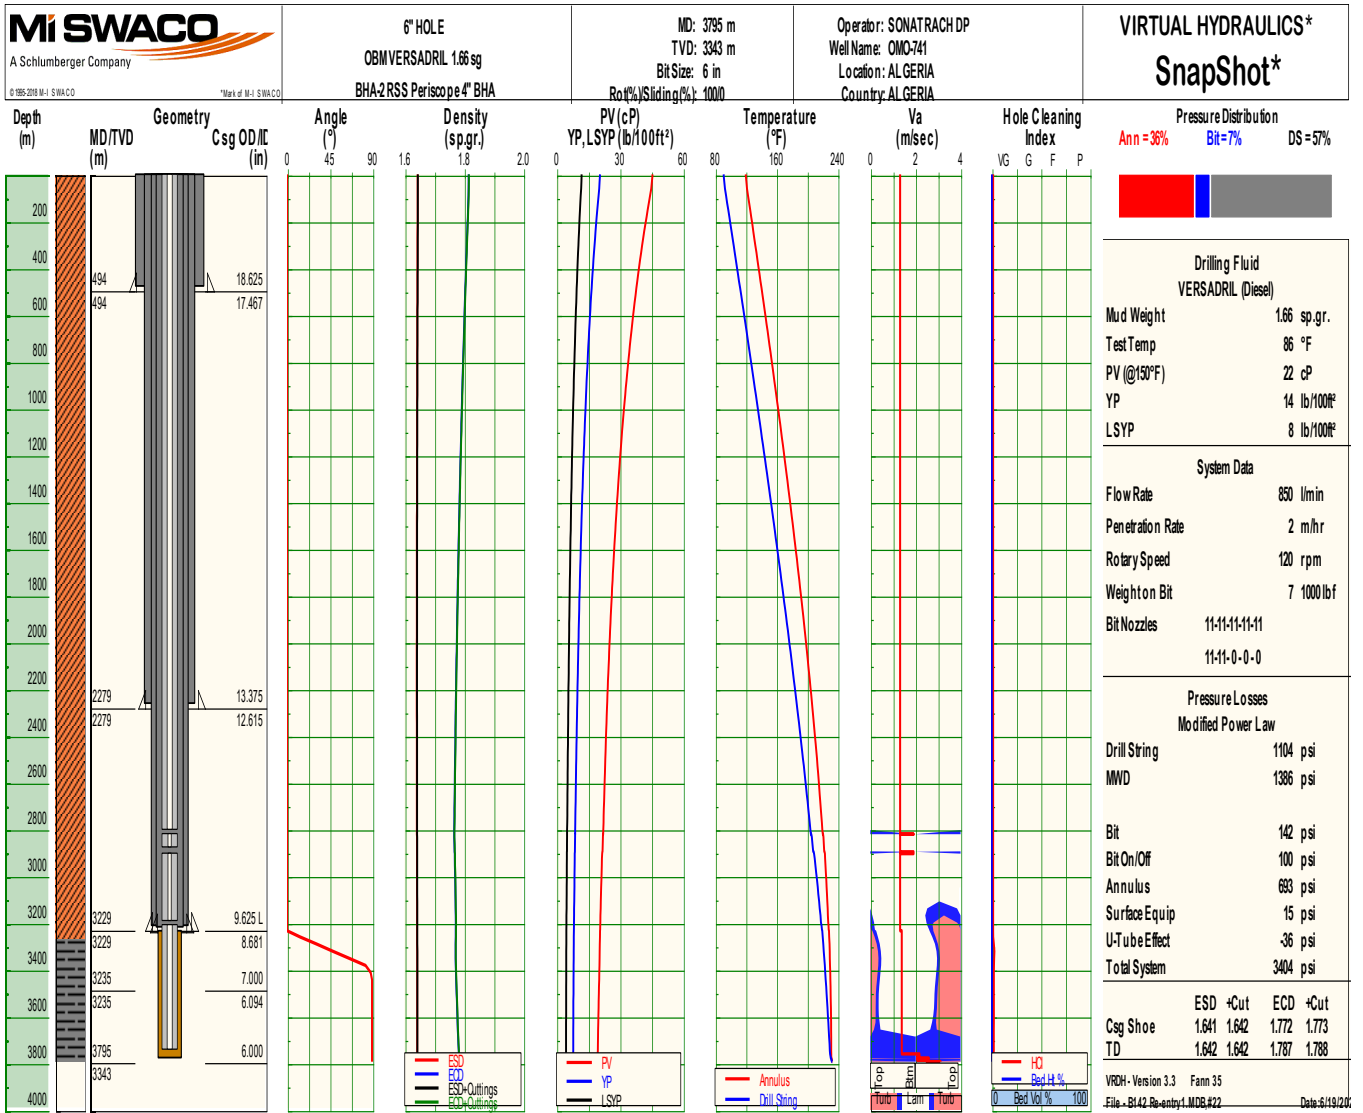 Mi SWACO
A Schlumberger Company
© 1995-2018 M-I SWACO
*Mark of M-I SWACO
6" HOLE
OBM VERSADRIL 1.66 sg
BHA-2 RSS Periscope 4" BHA
MD: 3795 m
TVD: 3343 m
Bit Size: 6 in
Rot(%)/Sliding(%): 100/0
Operator: SONATRACH DP
Well Name: OMO-741
Location: ALGERIA
Country: ALGERIA
VIRTUAL HYDRAULICS*
SnapShot*
Depth
(m)
Geometry
MD/TVD
(m)
Csg OD/ID
(in)
Angle
(°)
0 45 90
Density
(sp.gr.)
1.6 1.8 2.0
PV (cP)
YP, LSYP (lb/100ft²)
0 30 60
Temperature
(°F)
80 160 240
Va
(m/sec)
0 2 4
Hole Cleaning
Index
VG G F P
Pressure Distribution
Ann = 36% Bit = 7% DS = 57%
200
400
600
800
1000
1200
1400
1600
1800
2000
2200
2400
2600
2800
3000
3200
3400
3600
3800
4000
494 18.625
494 17.467
2279 13.375
2279 12.615
3229 9.625 L
3229 8.681
3235 7.000
3235 6.094
3795 6.000
3343
ESD
ECD
ESD+Cuttings
ECD+Cuttings
PV
YP
LSYP
Annulus
Drill String
Top Btm Top
Turb Lam Turb
HCI
Bed Ht %
0 Bed Vol % 100
Drilling Fluid
VERSADRIL (Diesel)
Mud Weight 1.66 sp.gr.
Test Temp 86 °F
PV (@150°F) 22 cP
YP 14 lb/100ft²
LSYP 8 lb/100ft²
System Data
Flow Rate 850 l/min
Penetration Rate 2 m/hr
Rotary Speed 120 rpm
Weight on Bit 7 1000 lbf
Bit Nozzles 11-11-11-11-11
11-11- 0 - 0 - 0
Pressure Losses
Modified Power Law
Drill String 1104 psi
MWD 1386 psi
Bit 142 psi
Bit On/Off 100 psi
Annulus 693 psi
Surface Equip 15 psi
U-Tube Effect -36 psi
Total System 3404 psi
ESD +Cut ECD +Cut
Csg Shoe 1.641 1.642 1.772 1.773
TD 1.642 1.642 1.787 1.788
VRDH - Version 3.3 Fann 35
File - B142 Re-entry1.MDB,#22
Date: 6/19/202